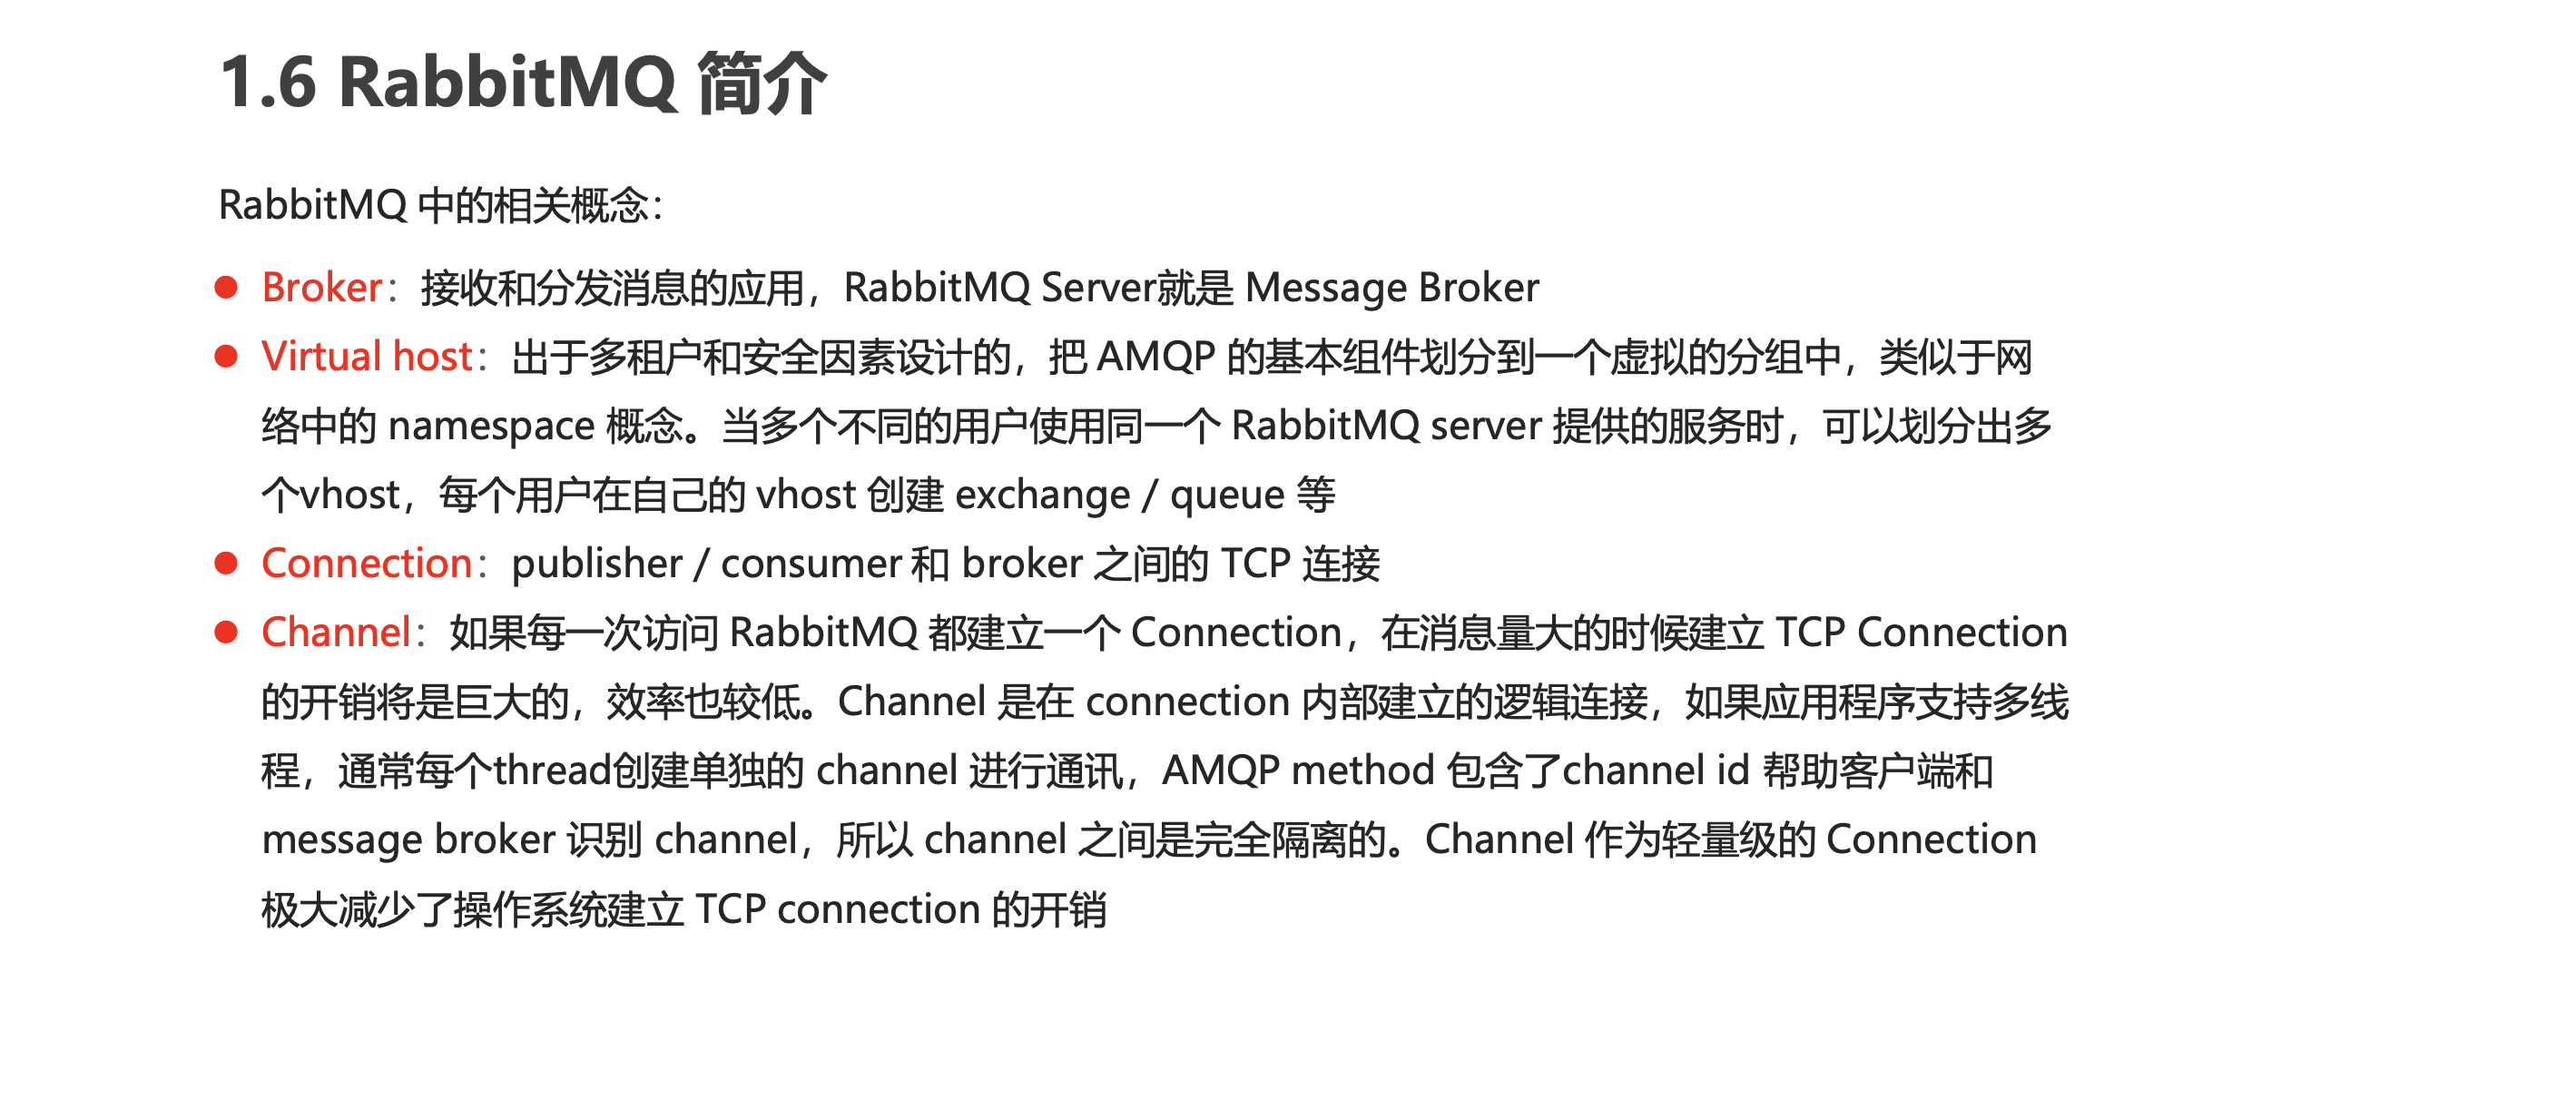 1.6 RabbitMQ 简介
RabbitMQ 中的相关概念：
● Broker：接收和分发消息的应用，RabbitMQ Server就是 Message Broker
● Virtual host：出于多租户和安全因素设计的，把 AMQP 的基本组件划分到一个虚拟的分组中，类似于网
络中的 namespace 概念。当多个不同的用户使用同一个 RabbitMQ server 提供的服务时，可以划分出多
个vhost，每个用户在自己的 vhost 创建 exchange / queue 等
● Connection：publisher / consumer 和 broker 之间的 TCP 连接
● Channel：如果每一次访问 RabbitMQ 都建立一个 Connection，在消息量大的时候建立 TCP Connection
的开销将是巨大的，效率也较低。Channel 是在 connection 内部建立的逻辑连接，如果应用程序支持多线
程，通常每个thread创建单独的 channel 进行通讯，AMQP method 包含了channel id 帮助客户端和
message broker 识别 channel，所以 channel 之间是完全隔离的。Channel 作为轻量级的 Connection
极大减少了操作系统建立 TCP connection 的开销